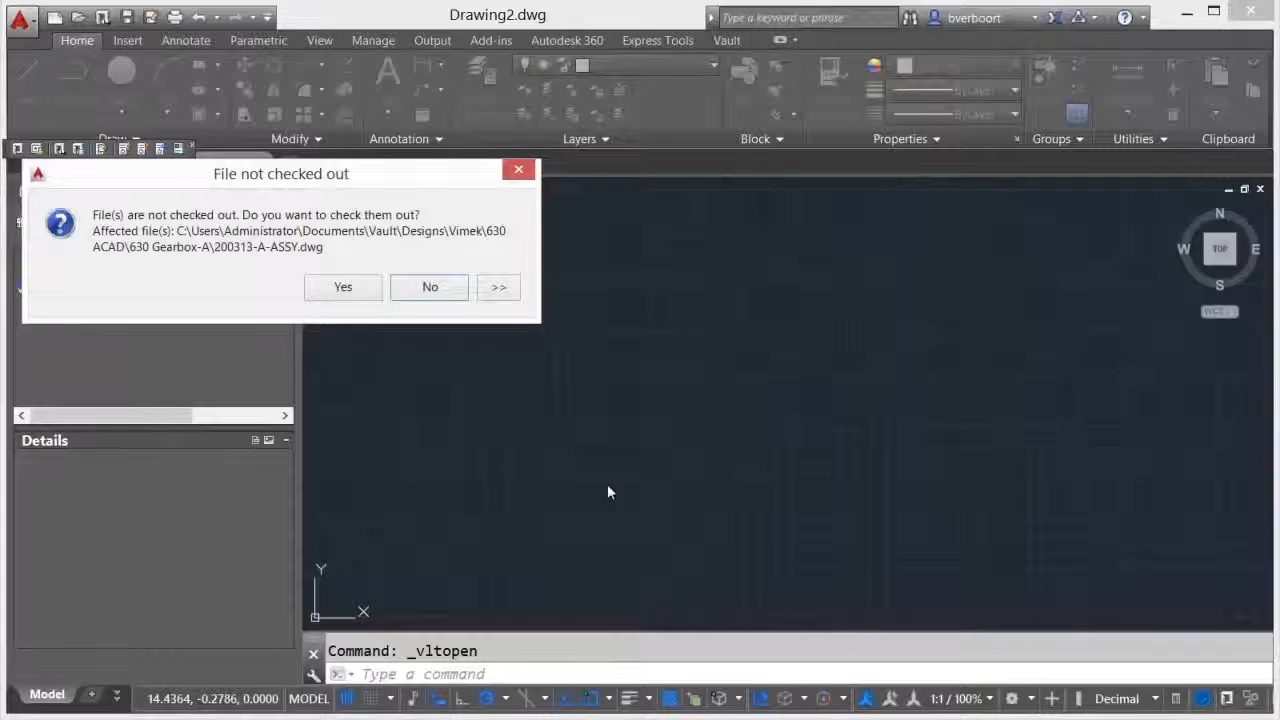 Drawing2.dwg
Type a keyword or phrase
bverboort
Home Insert Annotate Parametric View Manage Output Add-ins Autodesk 360 Express Tools Vault
ByLayer
ByLayer
Draw Modify Annotation Layers Block Properties Groups Utilities Clipboard
File not checked out
File(s) are not checked out. Do you want to check them out?
Affected file(s): C:\Users\Administrator\Documents\Vault\Designs\Vimek\630
ACAD\630 Gearbox-A\200313-A-ASSY.dwg
Yes No >>
N
W TOP E
S
WCS
Details
Y
X
Command: _vltopen
Type a command
Model + 14.4364, -0.2786, 0.0000 MODEL 1:1 / 100% Decimal